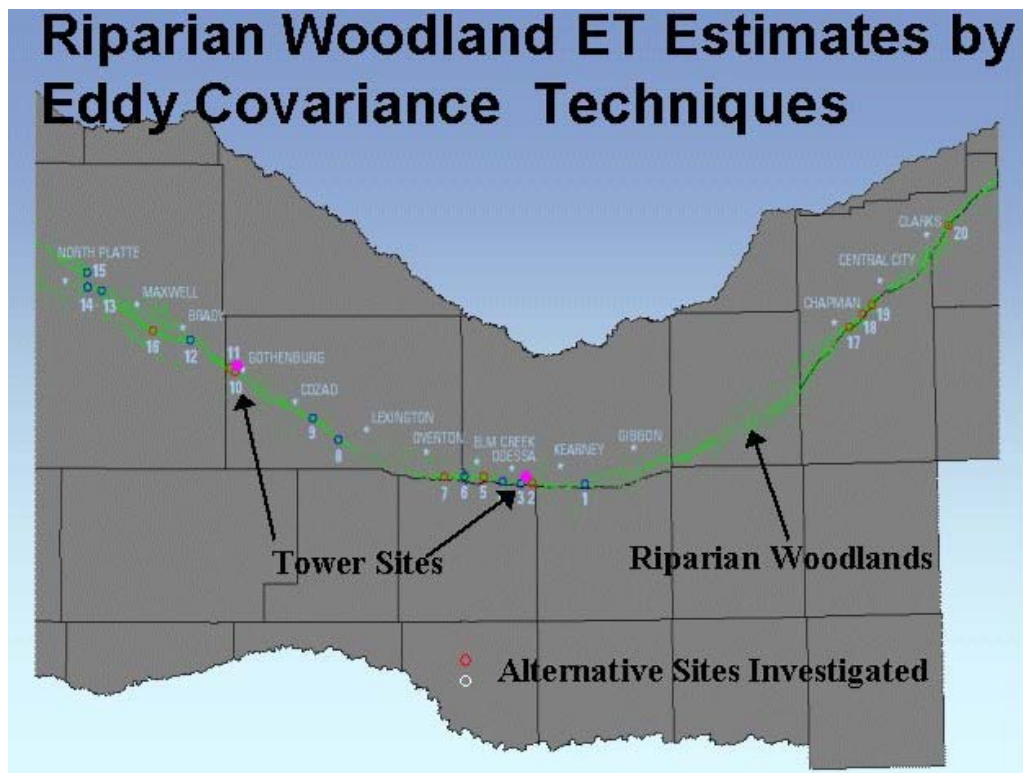 Riparian Woodland ET Estimates by
Eddy Covariance Techniques
CLARKS
20
NORTH PLATTE
CENTRAL CITY
15
14
13
MAXWELL
CHAPMAN
19
18
17
BRADY
16
12
11
GOTHENBURG
10
COZAD
9
LEXINGTON
8
OVERTON
ELM CREEK
ODESSA
KEARNEY
GIBBON
7
6
5
3
2
1
Tower Sites
Riparian Woodlands
Alternative Sites Investigated